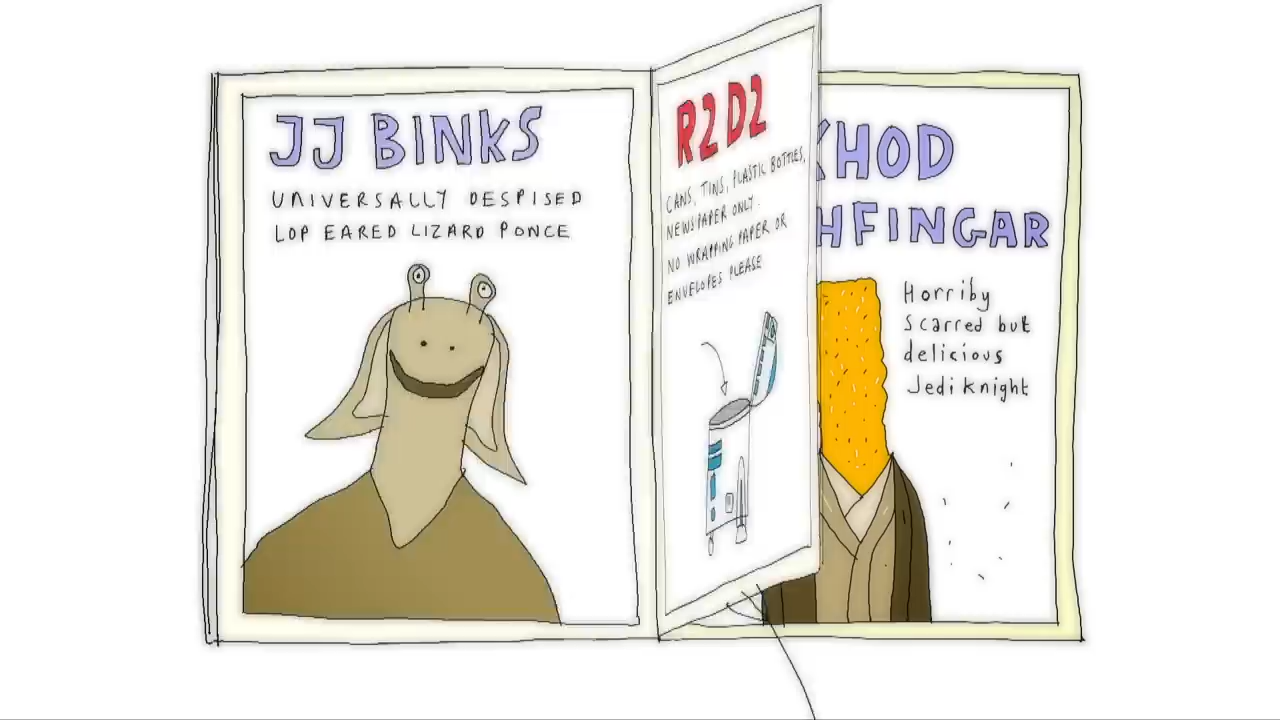 JJ BINKS
UNIVERSALLY DESPISED
LOP EARED LIZARD PONCE
R2D2
CANS, TINS, PLASTIC BOTTLES,
NEWSPAPER ONLY.
NO WRAPPING PAPER OR
ENVELOPES PLEASE
KHOD
HFINGAR
Horriby
Scarred but
delicious
Jedi Knight